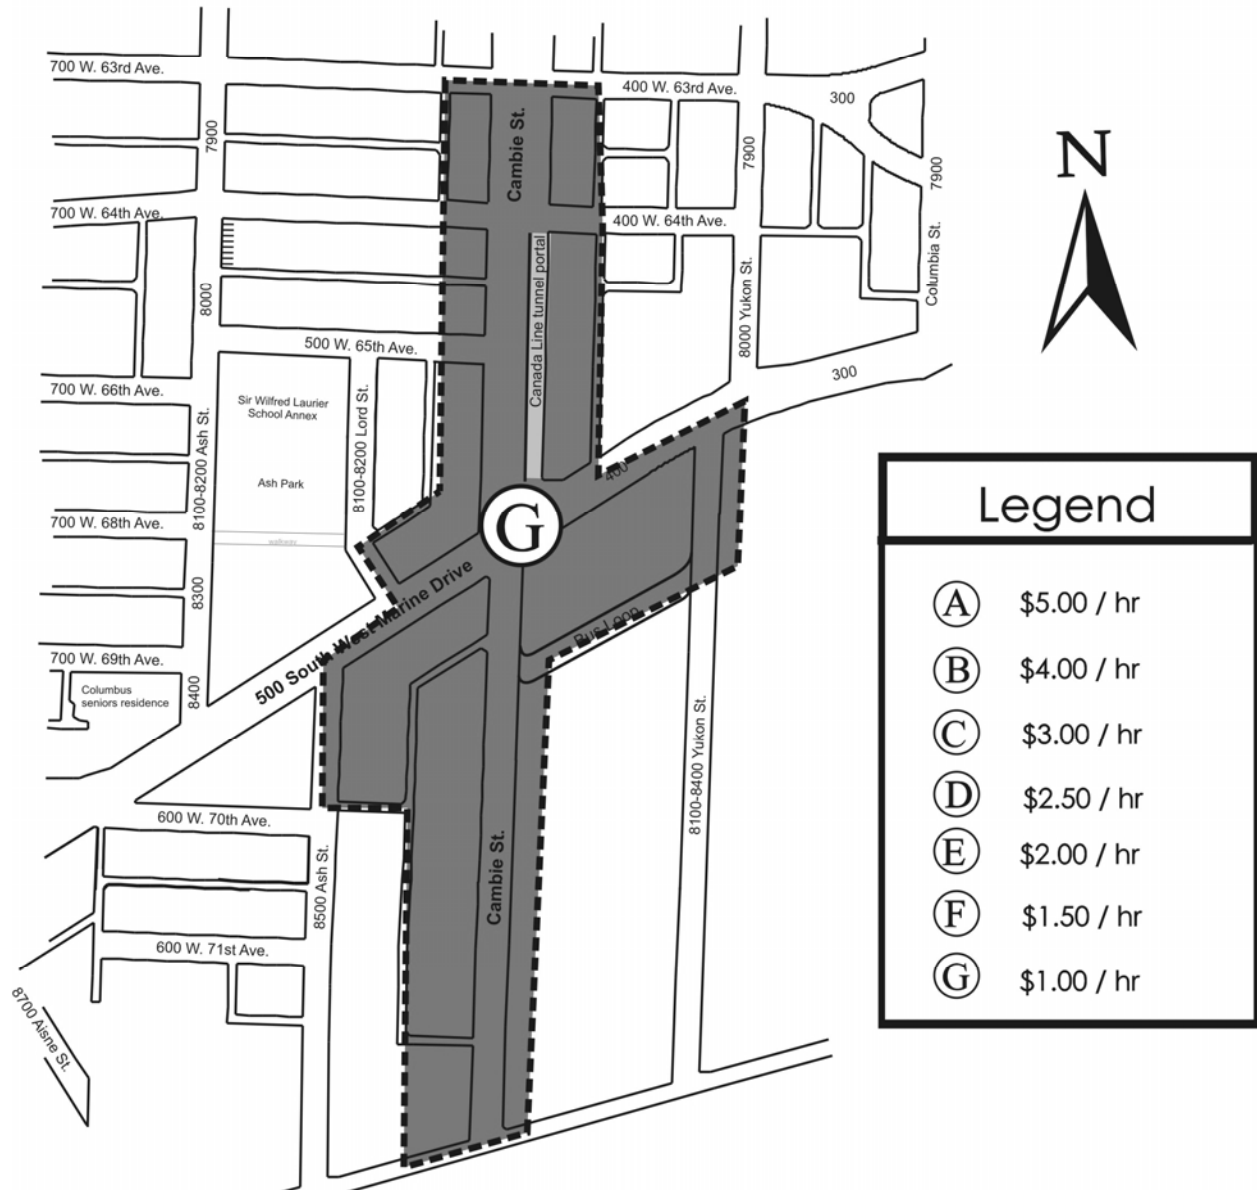 700 W. 63rd Ave.
400 W. 63rd Ave.
300
Cambie St.
N
7900
7900
7900
700 W. 64th Ave.
400 W. 64th Ave.
Columbia St.
Canada Line tunnel portal
8000
8000 Yukon St.
500 W. 65th Ave.
300
700 W. 66th Ave.
Sir Wilfred Laurier
School Annex
8100-8200 Ash St.
8100-8200 Lord St.
Ash Park
400
700 W. 68th Ave.
walkway
G
8300
500 South West Marine Drive
Bus Loop
700 W. 69th Ave.
Columbus
seniors residence
8400
8100-8400 Yukon St.
600 W. 70th Ave.
Cambie St.
8500 Ash St.
600 W. 71st Ave.
8700 Aisne St.
Legend
A $5.00 / hr
B $4.00 / hr
C $3.00 / hr
D $2.50 / hr
E $2.00 / hr
F $1.50 / hr
G $1.00 / hr